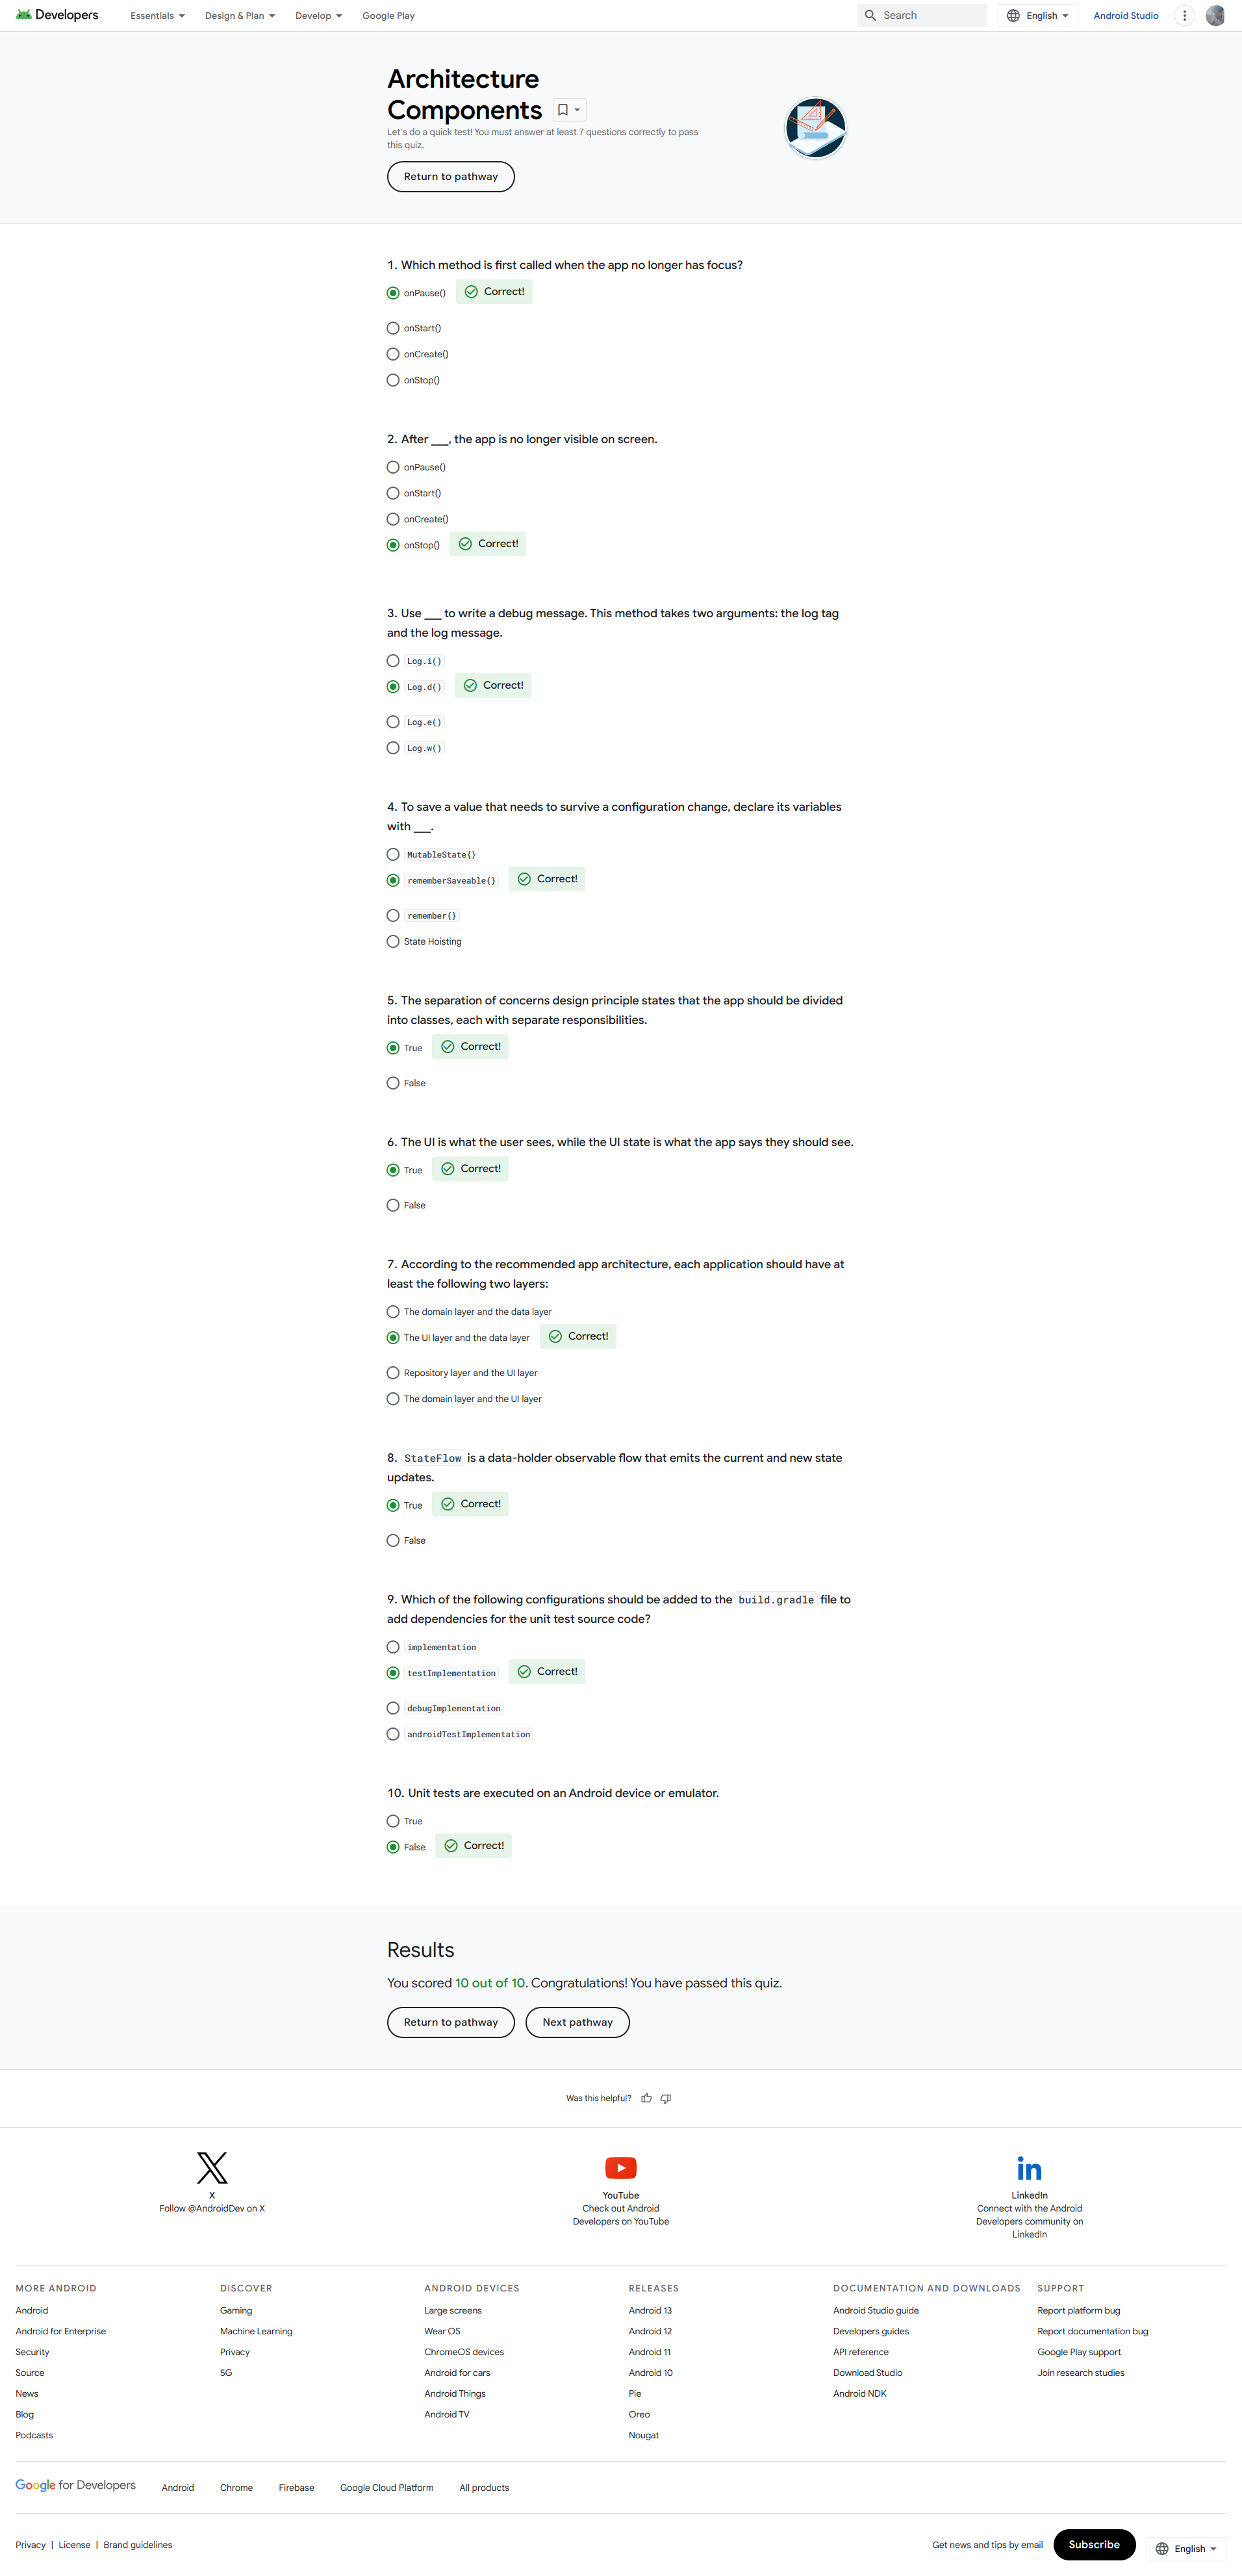 Developers
Essentials
Design & Plan
Develop
Google Play
Search
English
Android Studio
Architecture
Components
Let's do a quick test! You must answer at least 7 questions correctly to pass
this quiz.
Return to pathway
1. Which method is first called when the app no longer has focus?
onPause() Correct!
onStart()
onCreate()
onStop()
2. After ___, the app is no longer visible on screen.
onPause()
onStart()
onCreate()
onStop() Correct!
3. Use ___ to write a debug message. This method takes two arguments: the log tag
and the log message.
Log.i()
Log.d() Correct!
Log.e()
Log.w()
4. To save a value that needs to survive a configuration change, declare its variables
with ___.
MutableState{}
rememberSaveable{} Correct!
remember{}
State Hoisting
5. The separation of concerns design principle states that the app should be divided
into classes, each with separate responsibilities.
True Correct!
False
6. The UI is what the user sees, while the UI state is what the app says they should see.
True Correct!
False
7. According to the recommended app architecture, each application should have at
least the following two layers:
The domain layer and the data layer
The UI layer and the data layer Correct!
Repository layer and the UI layer
The domain layer and the UI layer
8. StateFlow is a data-holder observable flow that emits the current and new state
updates.
True Correct!
False
9. Which of the following configurations should be added to the build.gradle file to
add dependencies for the unit test source code?
implementation
testImplementation Correct!
debugImplementation
androidTestImplementation
10. Unit tests are executed on an Android device or emulator.
True
False Correct!
Results
You scored 10 out of 10. Congratulations! You have passed this quiz.
Return to pathway
Next pathway
Was this helpful?
X
Follow @AndroidDev on X
YouTube
Check out Android
Developers on YouTube
LinkedIn
Connect with the Android
Developers community on
LinkedIn
MORE ANDROID
Android
Android for Enterprise
Security
Source
News
Blog
Podcasts
DISCOVER
Gaming
Machine Learning
Privacy
5G
ANDROID DEVICES
Large screens
Wear OS
ChromeOS devices
Android for cars
Android Things
Android TV
RELEASES
Android 13
Android 12
Android 11
Android 10
Pie
Oreo
Nougat
DOCUMENTATION AND DOWNLOADS
Android Studio guide
Developers guides
API reference
Download Studio
Android NDK
SUPPORT
Report platform bug
Report documentation bug
Google Play support
Join research studies
Google for Developers
Android
Chrome
Firebase
Google Cloud Platform
All products
Privacy | License | Brand guidelines
Get news and tips by email
Subscribe
English